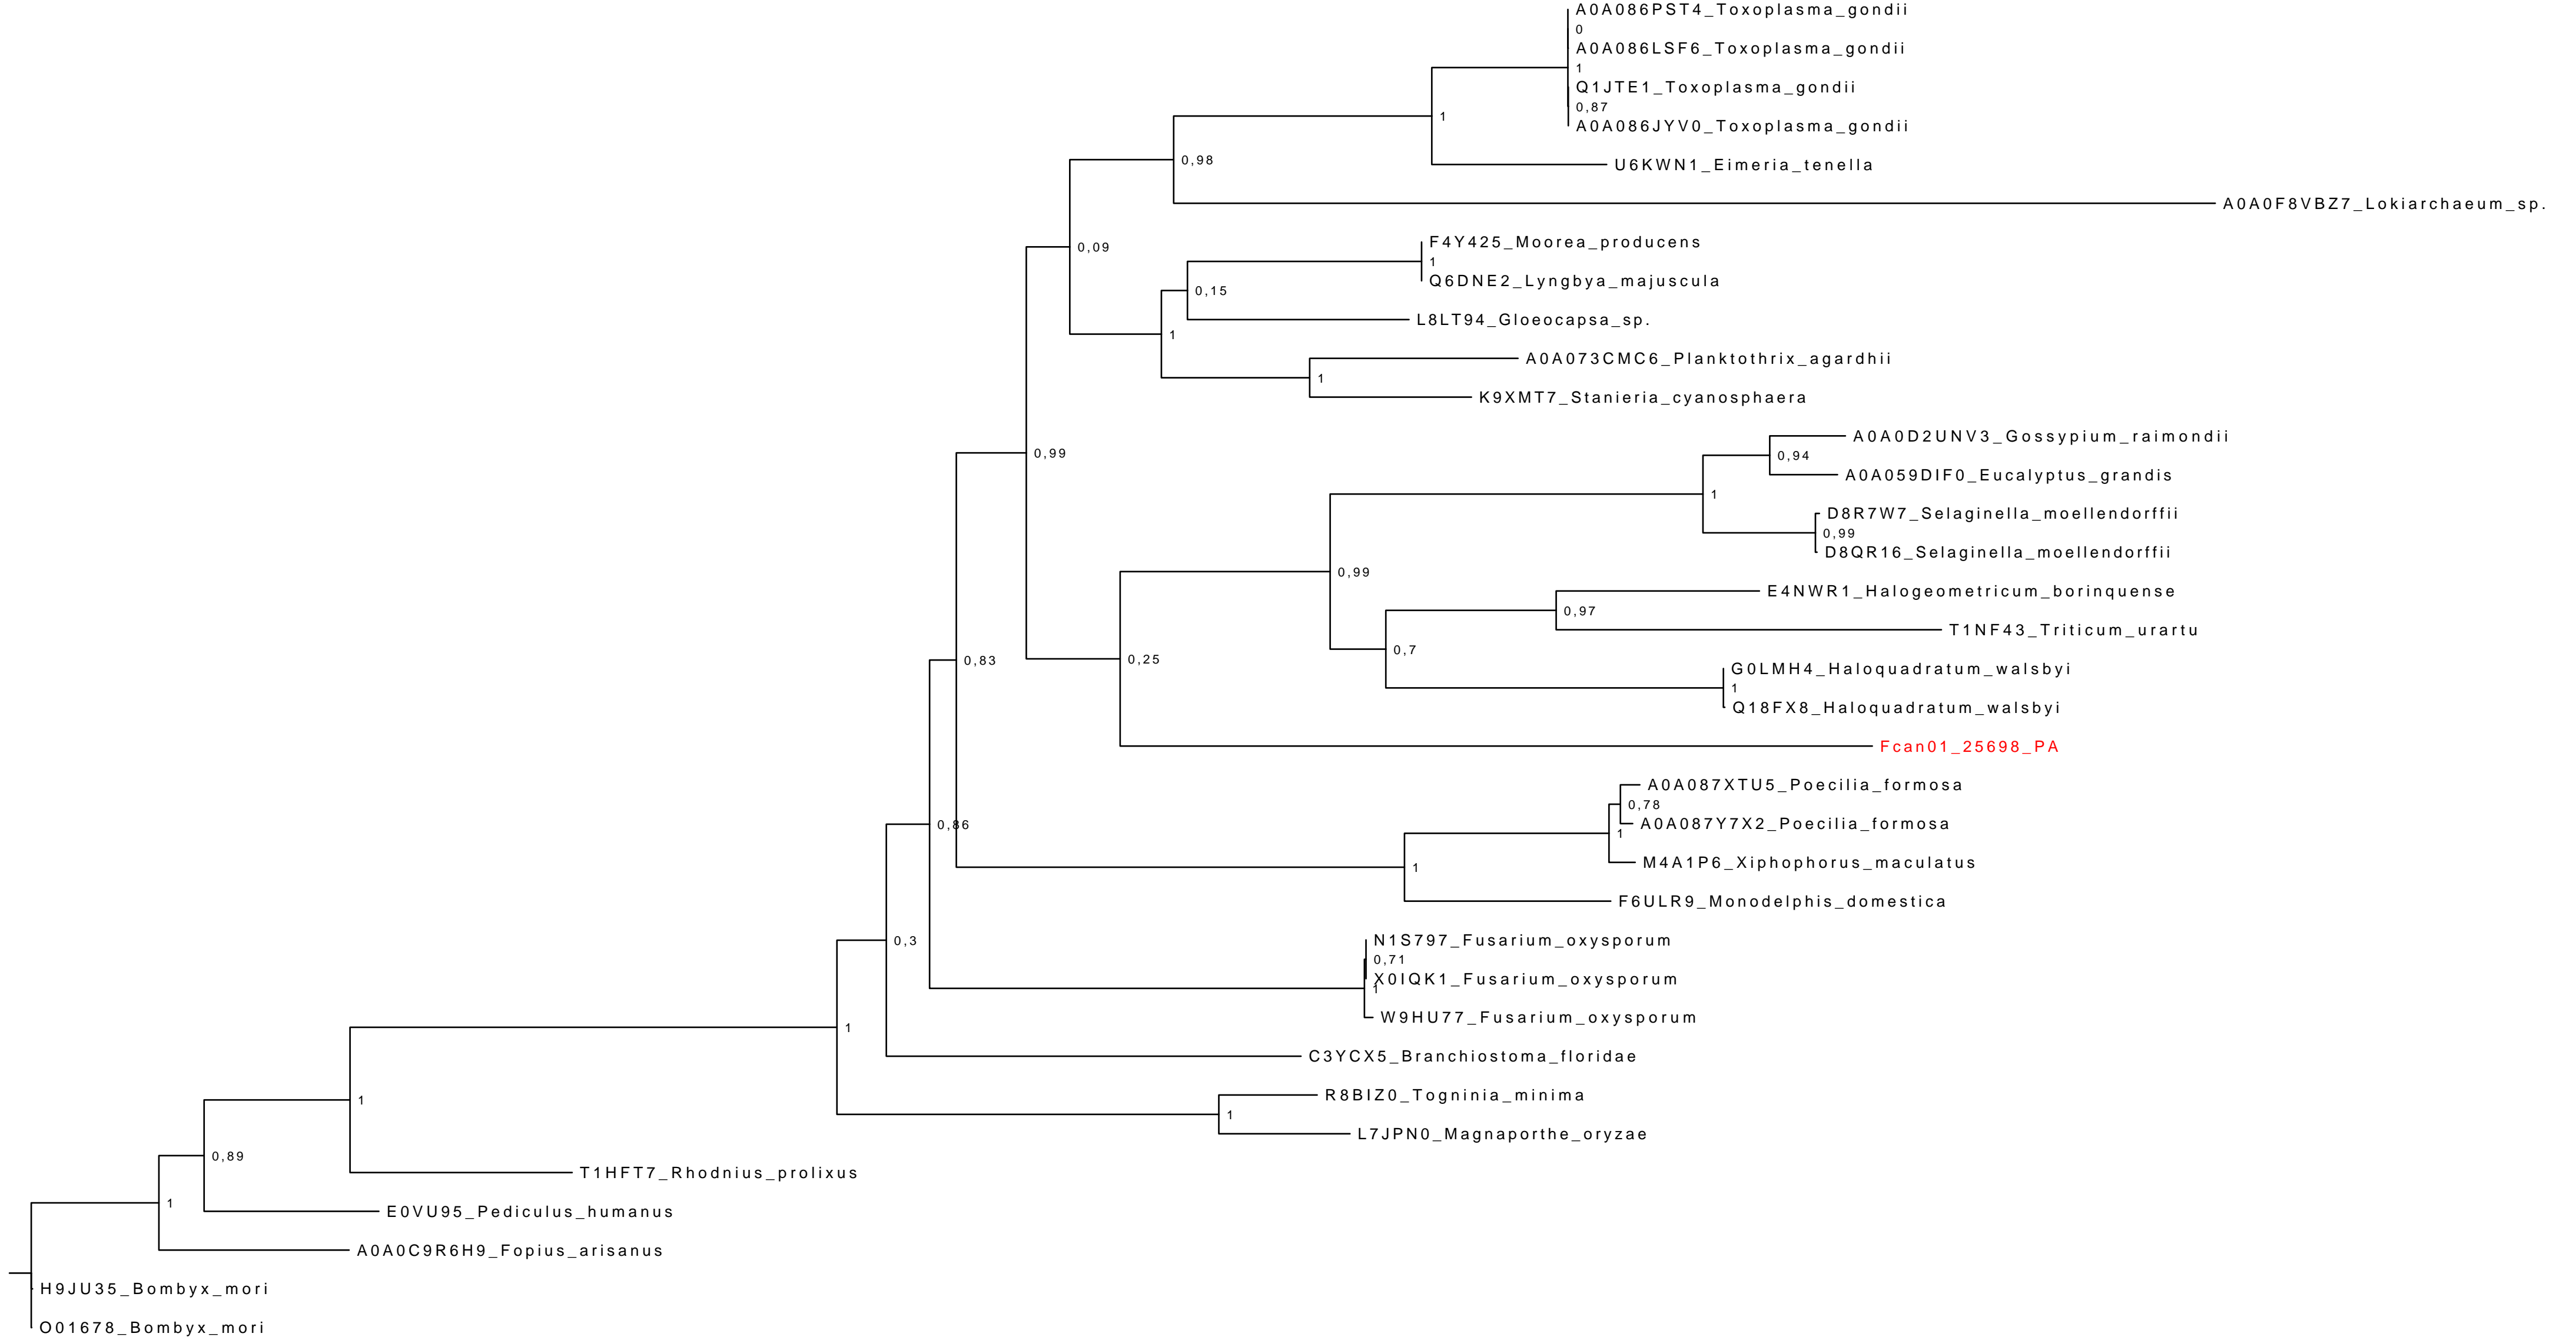 A0A086PST4_Toxoplasma_gondii
0
A0A086LSF6_Toxoplasma_gondii
1
Q1JTE1_Toxoplasma_gondii
0,87
A0A086JYV0_Toxoplasma_gondii
1
0,98
U6KWN1_Eimeria_tenella
A0A0F8VBZ7_Lokiarchaeum_sp.
F4Y425_Moorea_producens
0,09
1
Q6DNE2_Lyngbya_majuscula
0,15
L8LT94_Gloeocapsa_sp.
1
A0A073CMC6_Planktothrix_agardhii
1
K9XMT7_Stanieria_cyanosphaera
A0A0D2UNV3_Gossypium_raimondii
0,99
0,94
A0A059DIF0_Eucalyptus_grandis
1
D8R7W7_Selaginella_moellendorffii
0,99
D8QR16_Selaginella_moellendorffii
0,99
E4NWR1_Halogeometricum_borinquense
0,97
T1NF43_Triticum_urartu
0,7
0,83
0,25
G0LMH4_Haloquadratum_walsbyi
1
Q18FX8_Haloquadratum_walsbyi
Fcan01_25698_PA
A0A087XTU5_Poecilia_formosa
0,78
0,86
A0A087Y7X2_Poecilia_formosa
1
M4A1P6_Xiphophorus_maculatus
1
F6ULR9_Monodelphis_domestica
0,3
N1S797_Fusarium_oxysporum
0,71
X0IQK1_Fusarium_oxysporum
1
W9HU77_Fusarium_oxysporum
1
C3YCX5_Branchiostoma_floridae
R8BIZ0_Togninia_minima
1
1
L7JPN0_Magnaporthe_oryzae
0,89
T1HFT7_Rhodnius_prolixus
1
E0VU95_Pediculus_humanus
A0A0C9R6H9_Fopius_arisanus
H9JU35_Bombyx_mori
O01678_Bombyx_mori